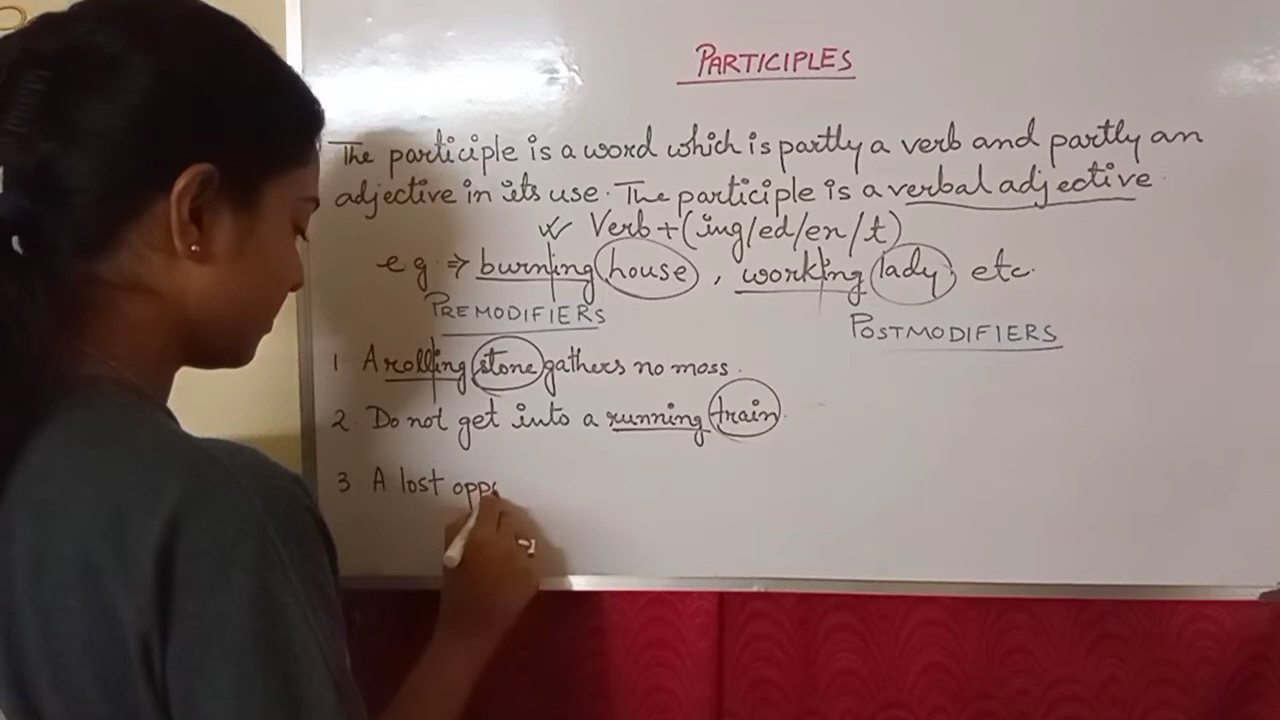 PARTICIPLES
The participle is a word which is partly a verb and partly an
adjective in its use. The participle is a verbal adjective.
Verb + (ing/ed/en/t)
eg ⇒ burning house, working lady, etc.
PREMODIFIERS
POSTMODIFIERS
1 A rolling stone gathers no moss.
2. Do not get into a running train.
3 A lost oppo